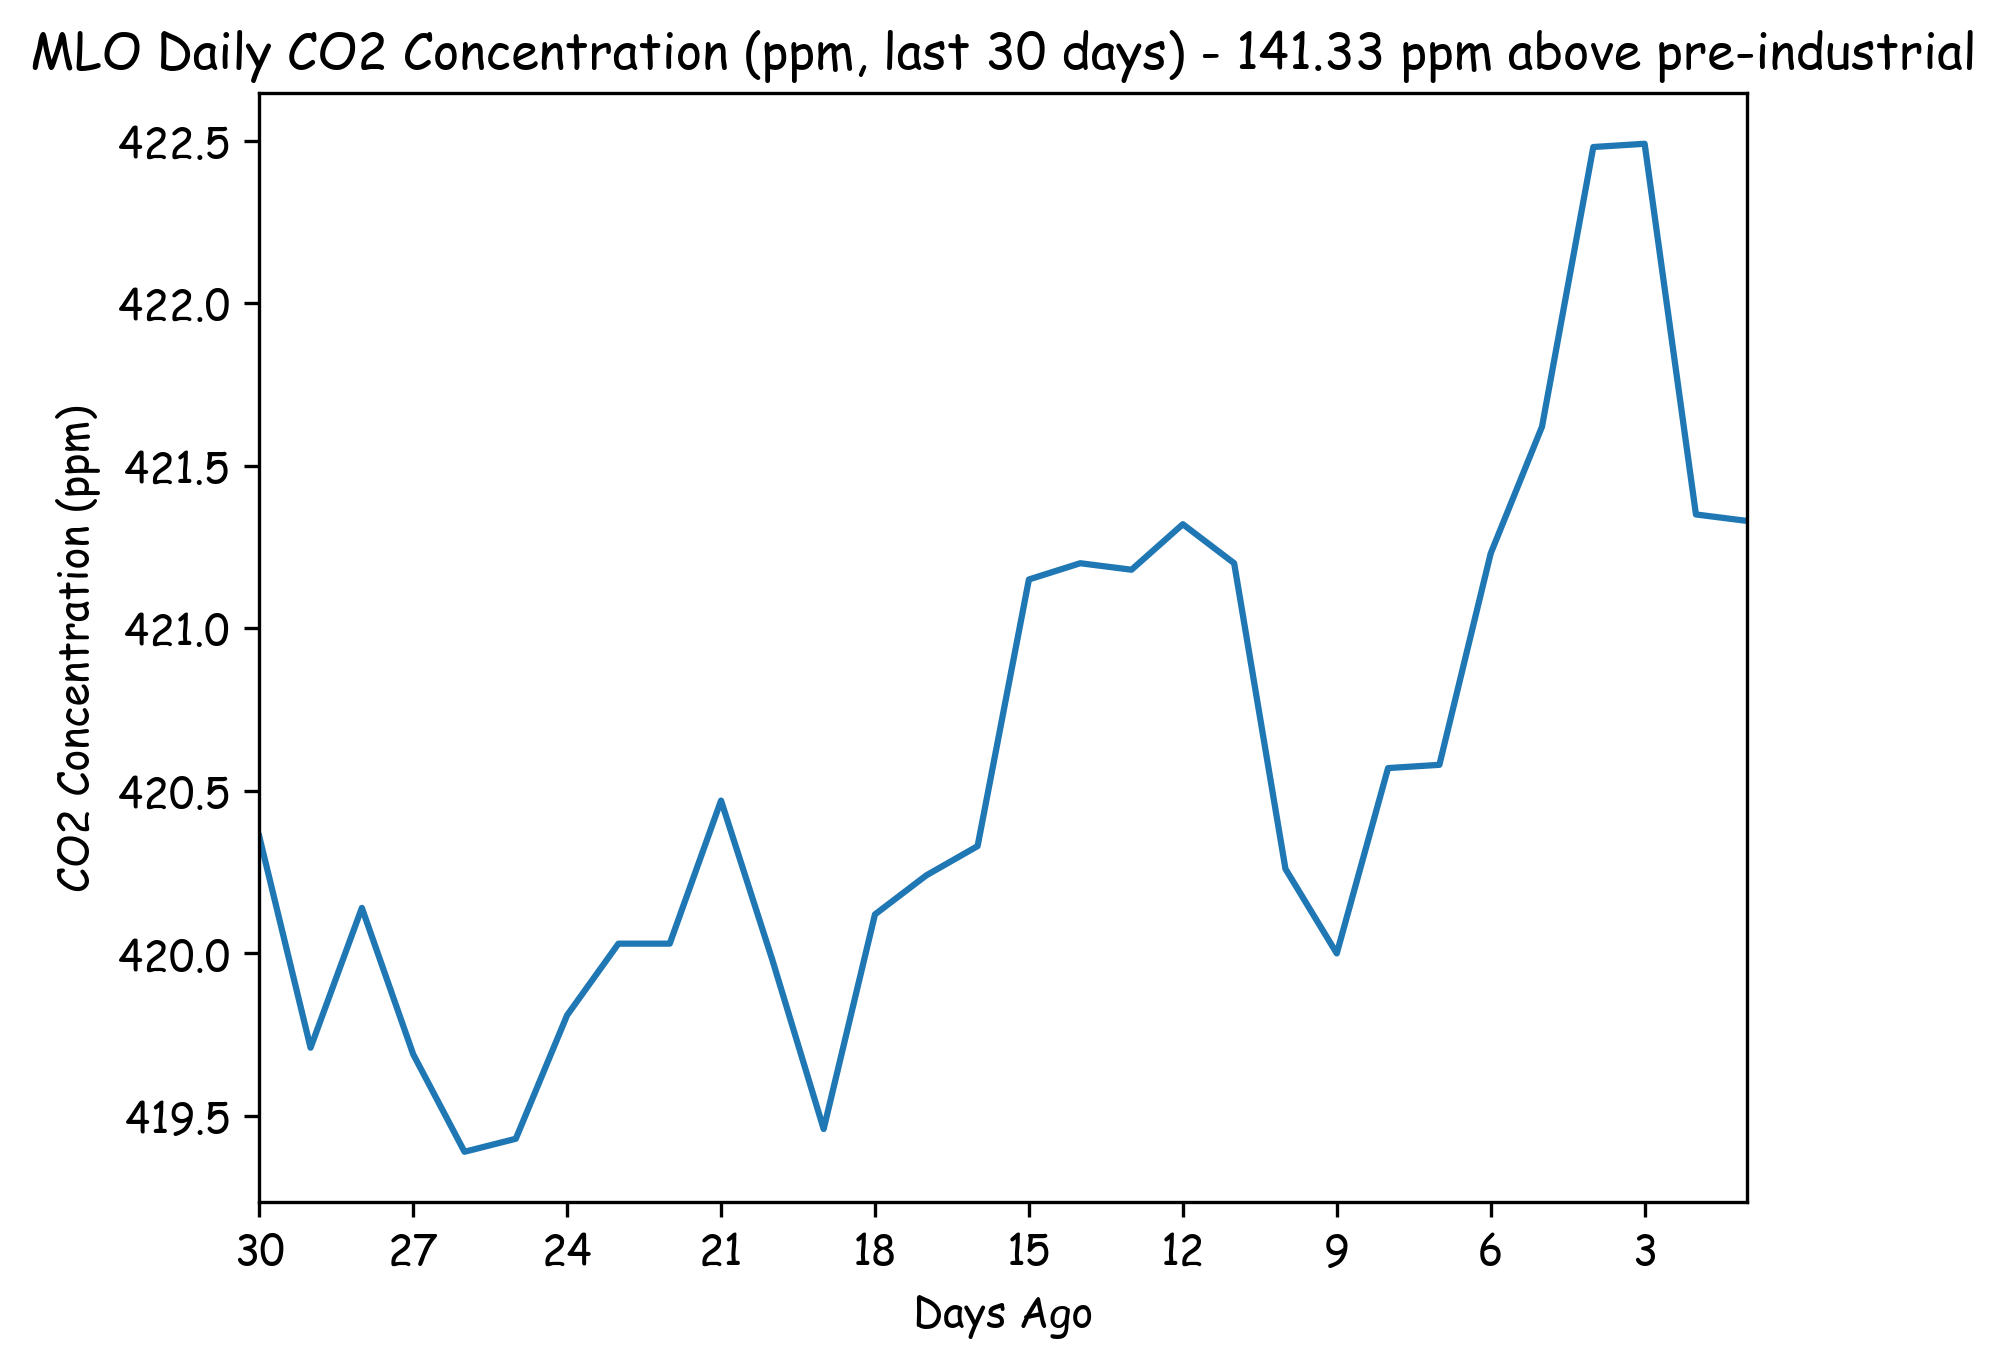 MLO Daily CO2 Concentration (ppm, last 30 days) - 141.33 ppm above pre-industrial
422.5
422.0
421.5
421.0
420.5
420.0
419.5
CO2 Concentration (ppm)
30 27 24 21 18 15 12 9 6 3
Days Ago